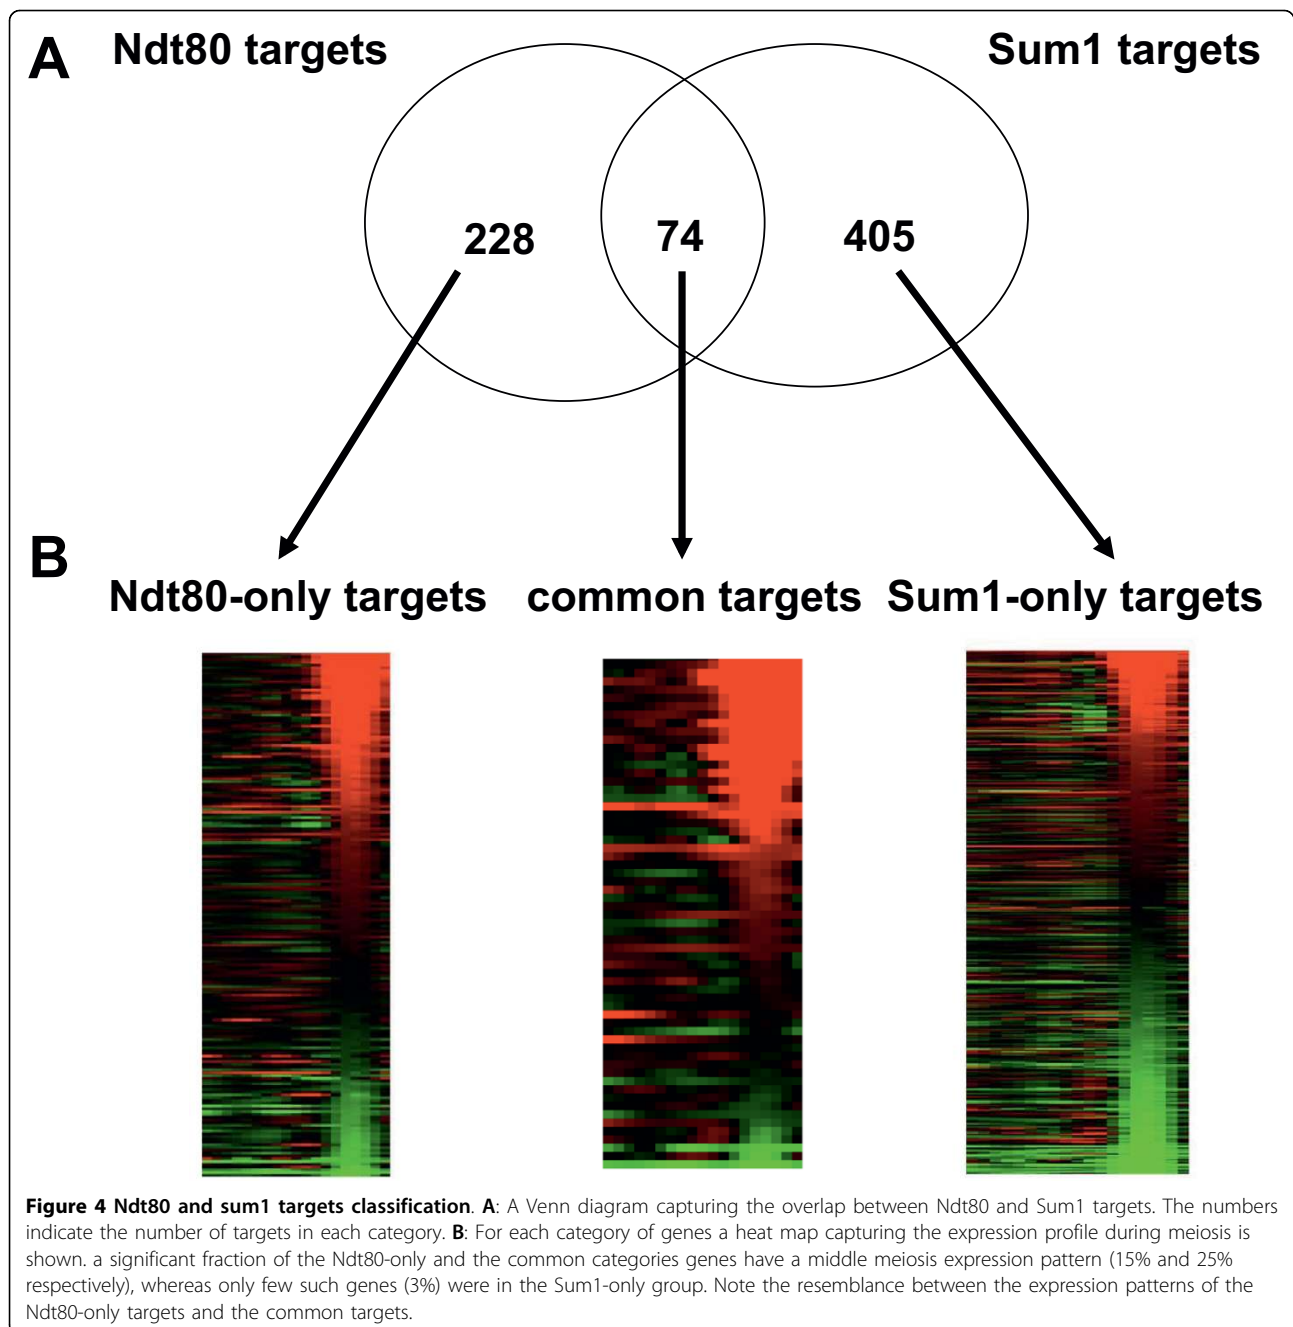 A
Ndt80 targets
Sum1 targets
228
74
405
B
Ndt80-only targets
common targets
Sum1-only targets
Figure 4 Ndt80 and sum1 targets classification. A: A Venn diagram capturing the overlap between Ndt80 and Sum1 targets. The numbers
indicate the number of targets in each category. B: For each category of genes a heat map capturing the expression profile during meiosis is
shown. a significant fraction of the Ndt80-only and the common categories genes have a middle meiosis expression pattern (15% and 25%
respectively), whereas only few such genes (3%) were in the Sum1-only group. Note the resemblance between the expression patterns of the
Ndt80-only targets and the common targets.